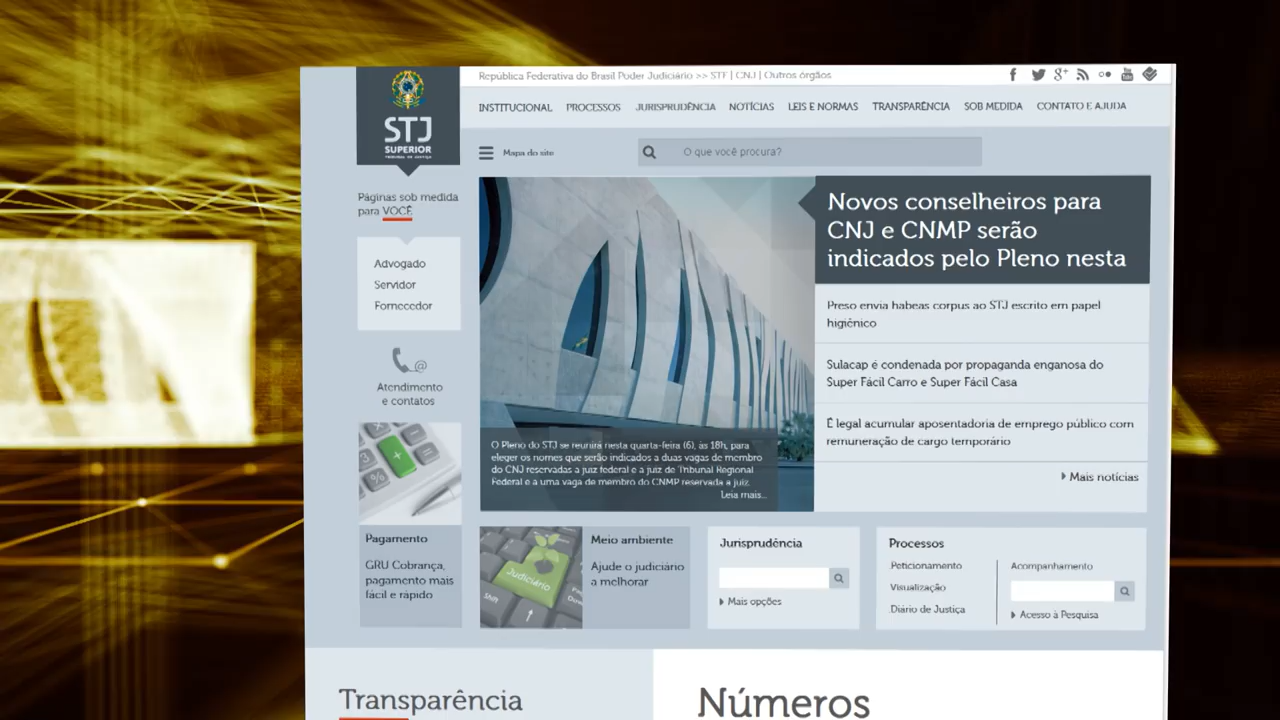 República Federativa do Brasil Poder Judiciário >> STF | CNJ | Outros órgãos
INSTITUCIONAL PROCESSOS JURISPRUDÊNCIA NOTÍCIAS LEIS E NORMAS TRANSPARÊNCIA SOB MEDIDA CONTATO E AJUDA
STJ
SUPERIOR
TRIBUNAL DE JUSTIÇA
Mapa do site
O que você procura?
Páginas sob medida
para VOCÊ
Advogado
Servidor
Fornecedor
Atendimento
e contatos
Novos conselheiros para
CNJ e CNMP serão
indicados pelo Pleno nesta
Preso envia habeas corpus ao STJ escrito em papel
higiênico
Sulacap é condenada por propaganda enganosa do
Super Fácil Carro e Super Fácil Casa
É legal acumular aposentadoria de emprego público com
remuneração de cargo temporário
Mais notícias
O Pleno do STJ se reunirá nesta quarta-feira (6), às 18h, para
eleger os nomes que serão indicados a duas vagas de membro
do CNJ reservadas a juiz federal e a juiz de Tribunal Regional
Federal e a uma vaga de membro do CNMP reservada a juiz.
Leia mais...
Pagamento
GRU Cobrança,
pagamento mais
fácil e rápido
Judiciário
Shift
Meio ambiente
Ajude o judiciário
a melhorar
Jurisprudência
Mais opções
Processos
Peticionamento
Visualização
Diário de Justiça
Acompanhamento
Acesso à Pesquisa
Transparência
Números